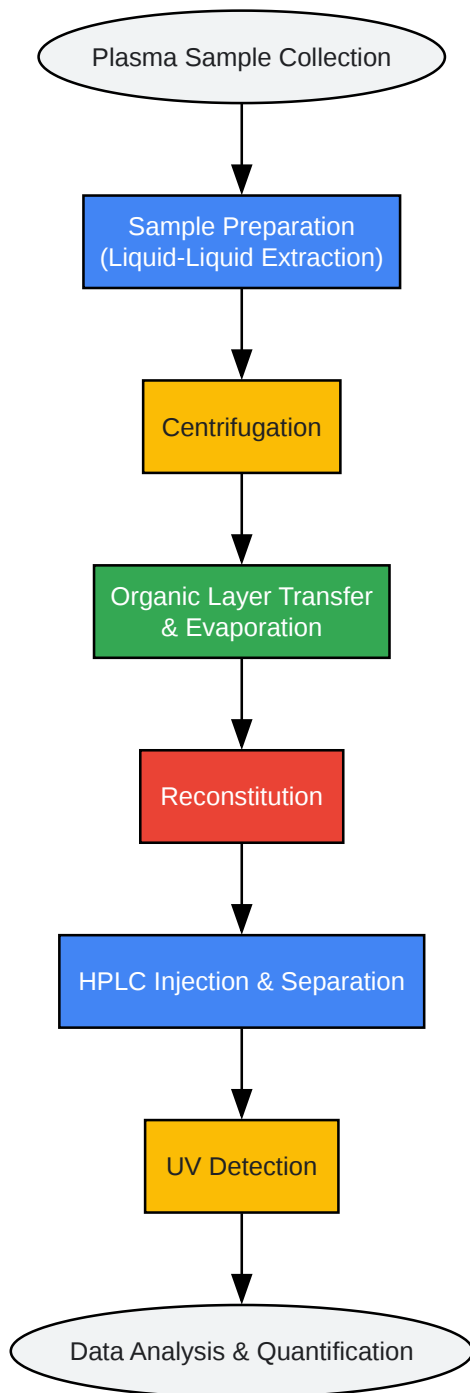 Plasma Sample Collection
Sample Preparation
(Liquid-Liquid Extraction)
Centrifugation
Organic Layer Transfer
& Evaporation
Reconstitution
HPLC Injection & Separation
UV Detection
Data Analysis & Quantification